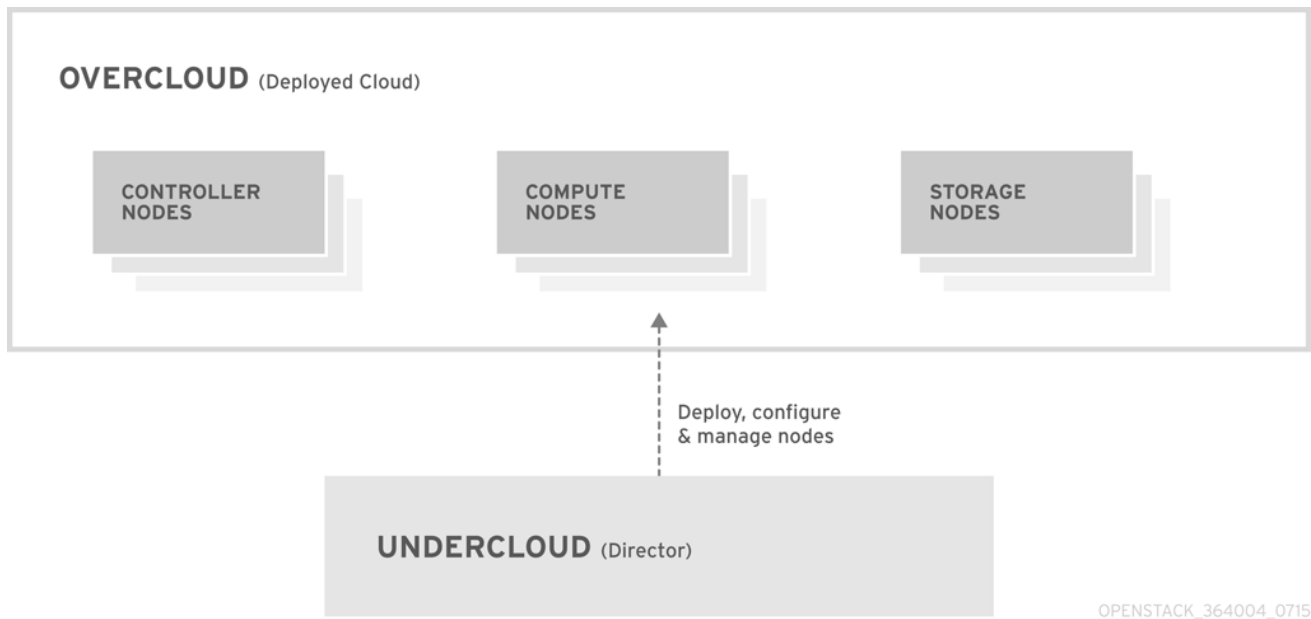 OVERCLOUD (Deployed Cloud)
CONTROLLER
NODES
COMPUTE
NODES
STORAGE
NODES
Deploy, configure
& manage nodes
UNDERCLOUD (Director)
OPENSTACK_364004_0715